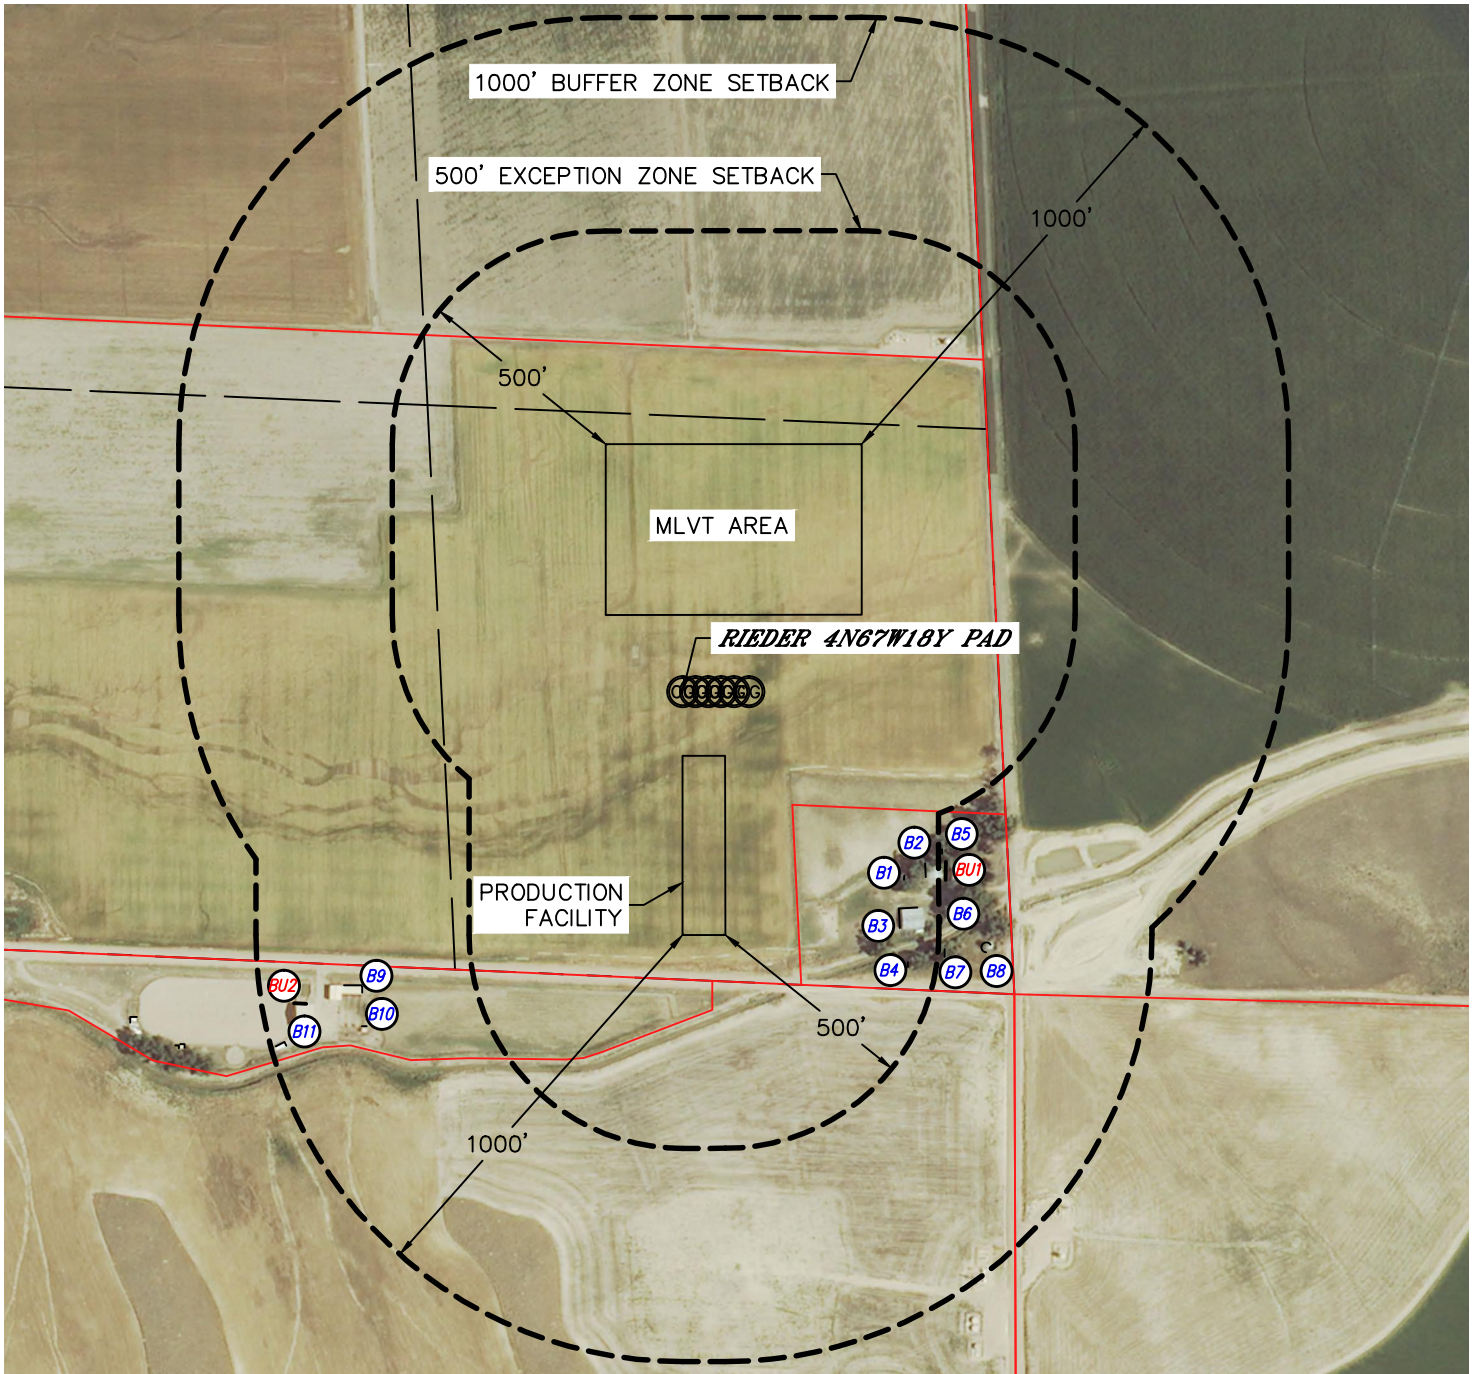 1000' BUFFER ZONE SETBACK
500' EXCEPTION ZONE SETBACK
1000'
500'
MLVT AREA
RIEDER 4N67W18Y PAD
B2
B5
B1
BU1
PRODUCTION
FACILITY
B3
B6
B4
B7
B8
BU2
B9
B10
B11
500'
1000'